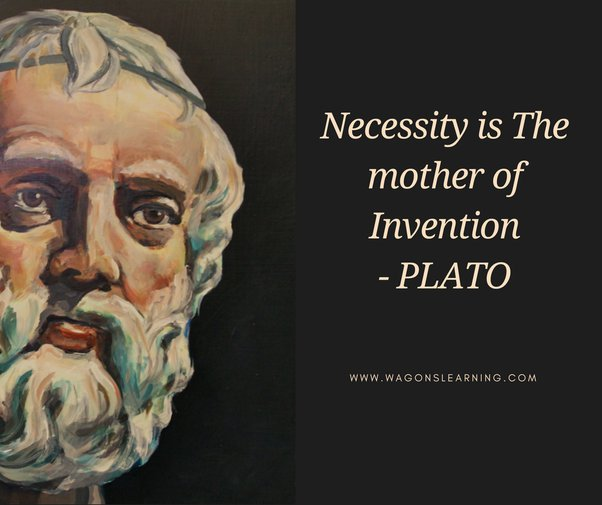 Necessity is The
mother of
Invention
- PLATO
WWW.WAGONSLEARNING.COM